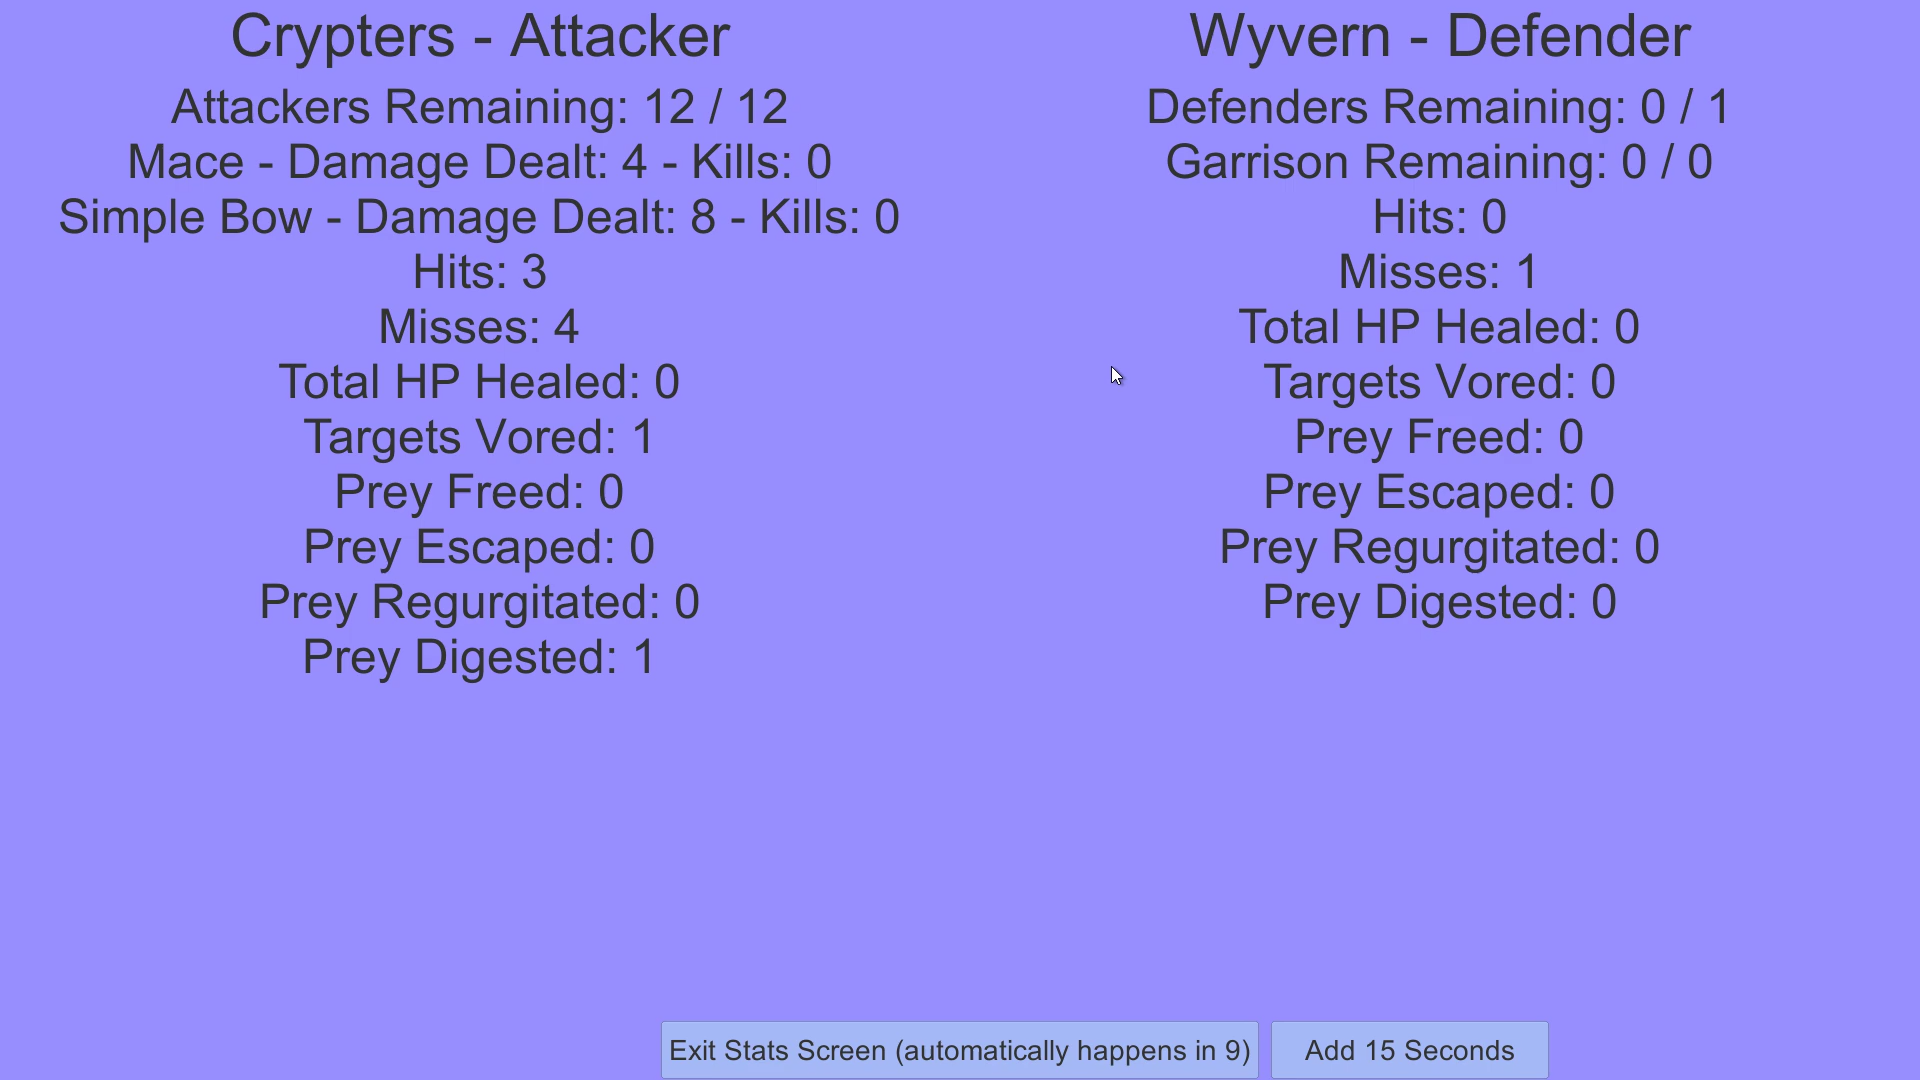 Crypters - Attacker
Attackers Remaining: 12 / 12
Mace - Damage Dealt: 4 - Kills: 0
Simple Bow - Damage Dealt: 8 - Kills: 0
Hits: 3
Misses: 4
Total HP Healed: 0
Targets Vored: 1
Prey Freed: 0
Prey Escaped: 0
Prey Regurgitated: 0
Prey Digested: 1
Wyvern - Defender
Defenders Remaining: 0 / 1
Garrison Remaining: 0 / 0
Hits: 0
Misses: 1
Total HP Healed: 0
Targets Vored: 0
Prey Freed: 0
Prey Escaped: 0
Prey Regurgitated: 0
Prey Digested: 0
Exit Stats Screen (automatically happens in 9)
Add 15 Seconds